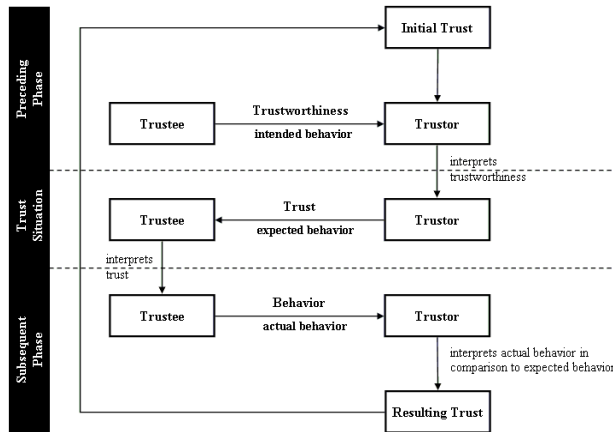 Preceding
Phase
Initial Trust
Trustee
Trustworthiness
intended behavior
Trustor
interprets
trustworthiness
Trust
Situation
Trustee
Trust
expected behavior
Trustor
interprets
trust
Subsequent
Phase
Trustee
Behavior
actual behavior
Trustor
interprets actual behavior in
comparison to expected behavior
Resulting Trust